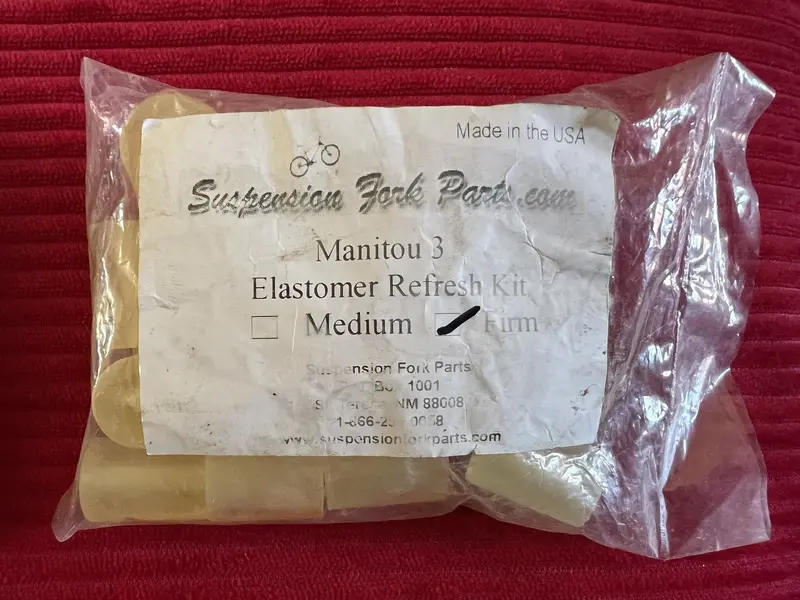 Made in the USA
Suspension Fork Parts.com
Manitou 3
Elastomer Refresh Kit
Medium Firm
Suspension Fork Parts
1001
NM 88008
www.suspensionforkparts.com